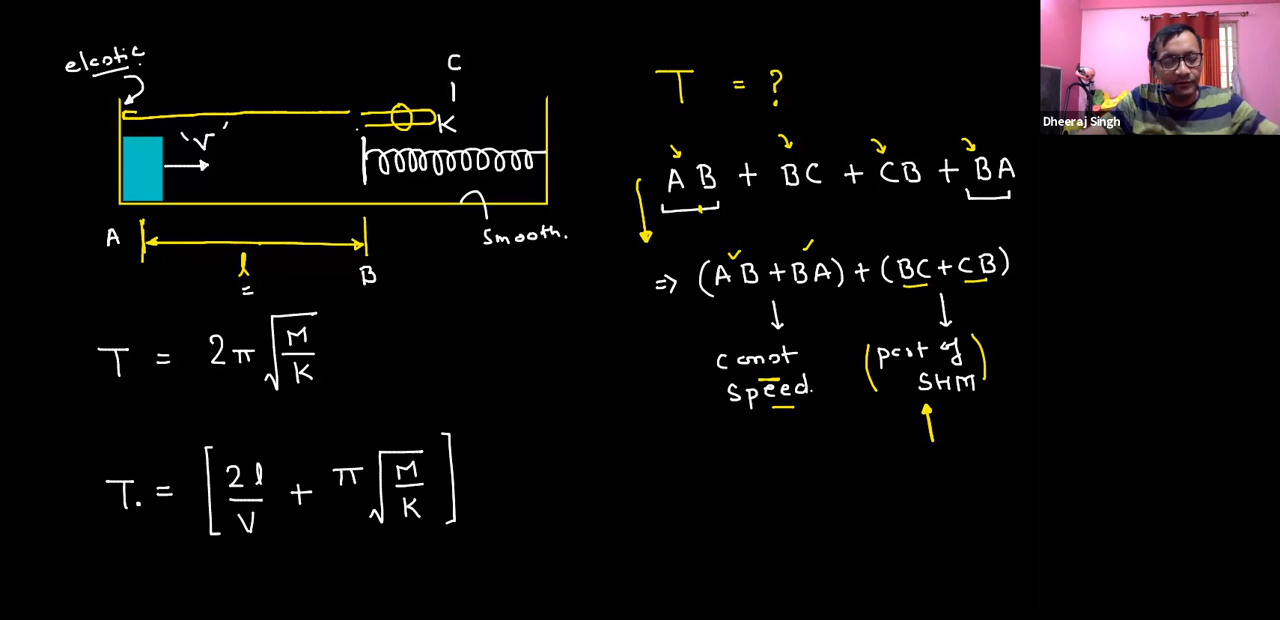 elastic
C
K
'V'
Smooth.
A
l
=
B
T = 2π√(M/K)
T. = [2l/V + π√(M/K)]
T = ?
AB + BC + CB + BA
=> (AB + BA) + (BC + CB)
const
speed.
(part of
SHM)
Dheeraj Singh